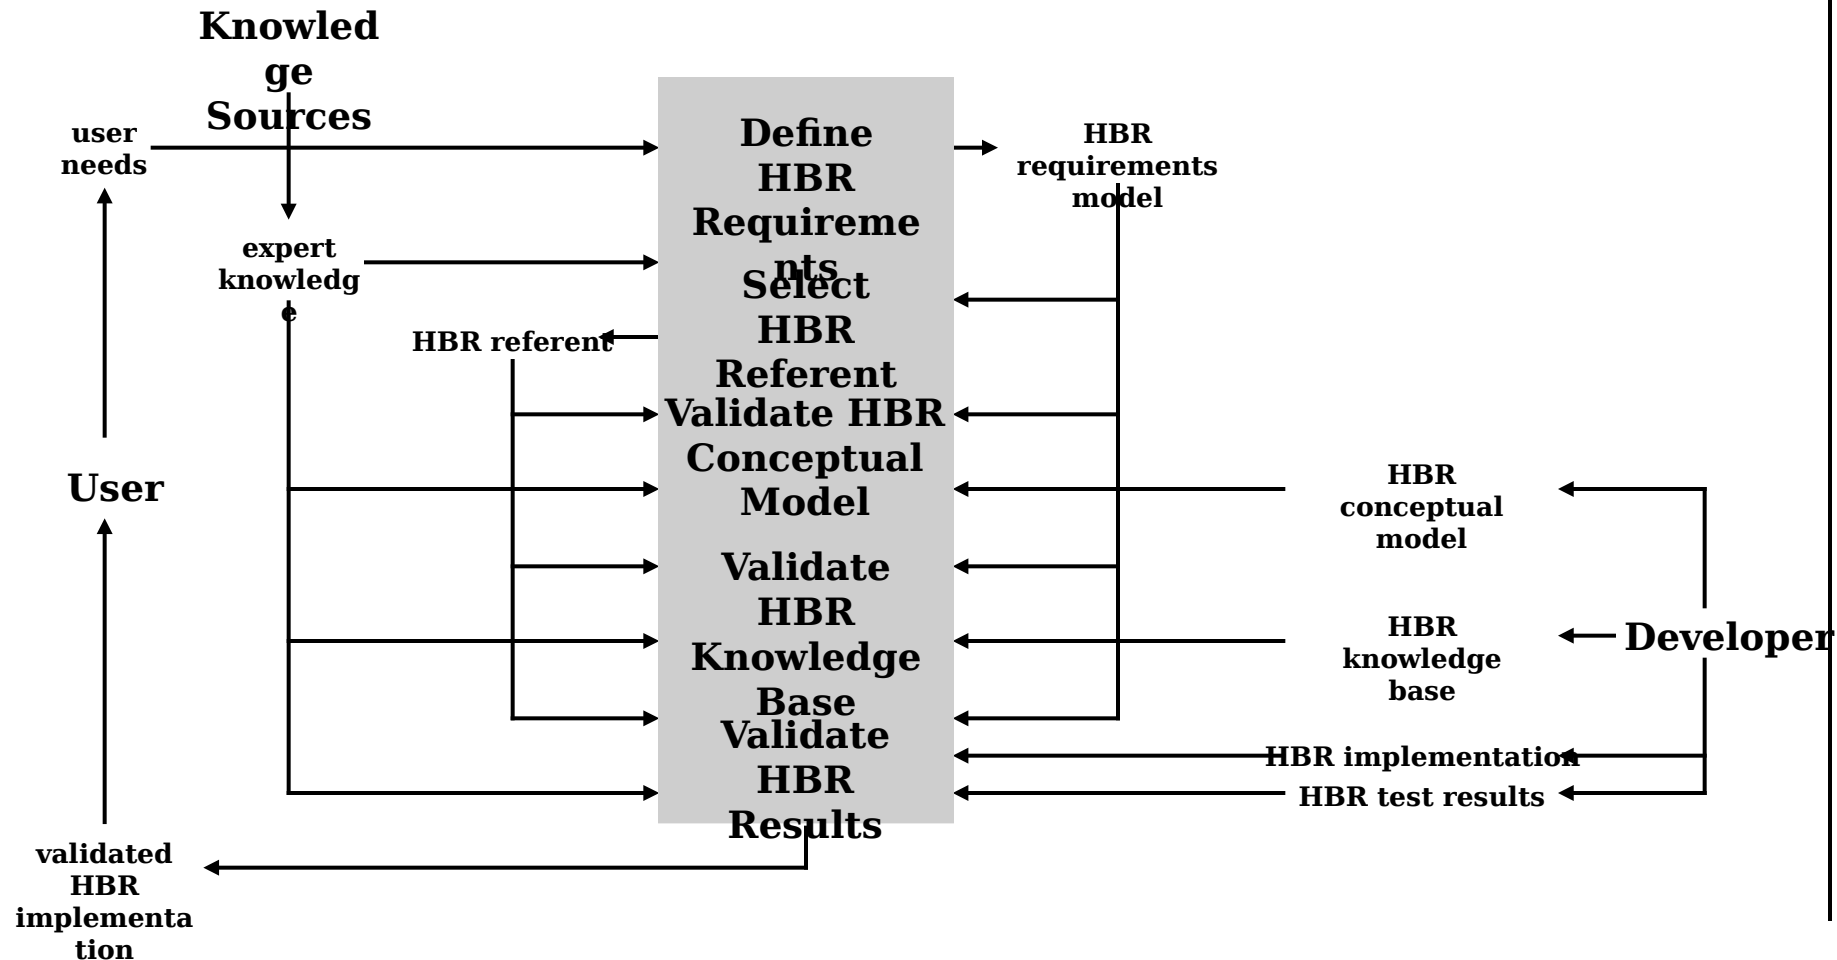 Knowled
ge
Sources
user
needs
Define
HBR
Requireme
nts
HBR
requirements
model
expert
knowledg
e
Select
HBR
Referent
HBR referent
Validate HBR
Conceptual
Model
User
HBR
conceptual
model
Validate
HBR
Knowledge
Base
HBR
knowledge
base
Developer
Validate
HBR
Results
HBR implementation
HBR test results
validated
HBR
implementa
tion